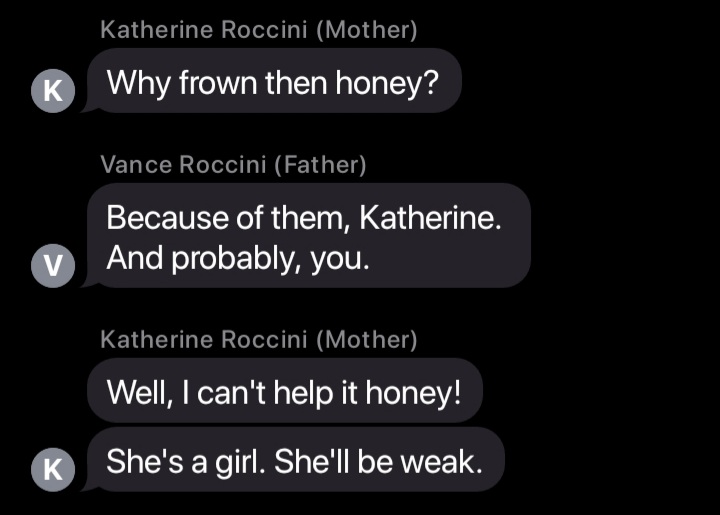 Katherine Roccini (Mother)
K
Why frown then honey?
Vance Roccini (Father)
Because of them, Katherine.
And probably, you.
V
Katherine Roccini (Mother)
Well, I can't help it honey!
She's a girl. She'll be weak.
K